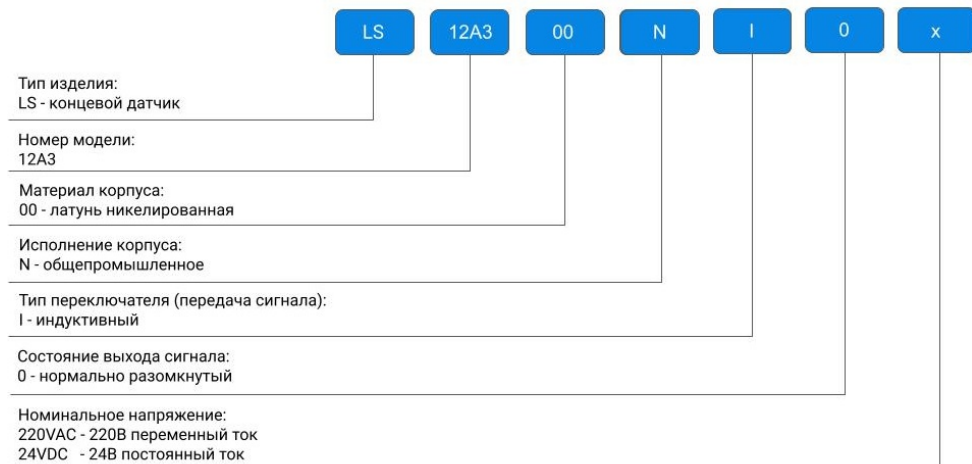 LS 12A3 00 N I 0 x
Тип изделия:
LS - концевой датчик
Номер модели:
12A3
Материал корпуса:
00 - латунь никелированная
Исполнение корпуса:
N - общепромышленное
Тип переключателя (передача сигнала):
I - индуктивный
Состояние выхода сигнала:
0 - нормально разомкнутый
Номинальное напряжение:
220VAC - 220В переменный ток
24VDC - 24В постоянный ток